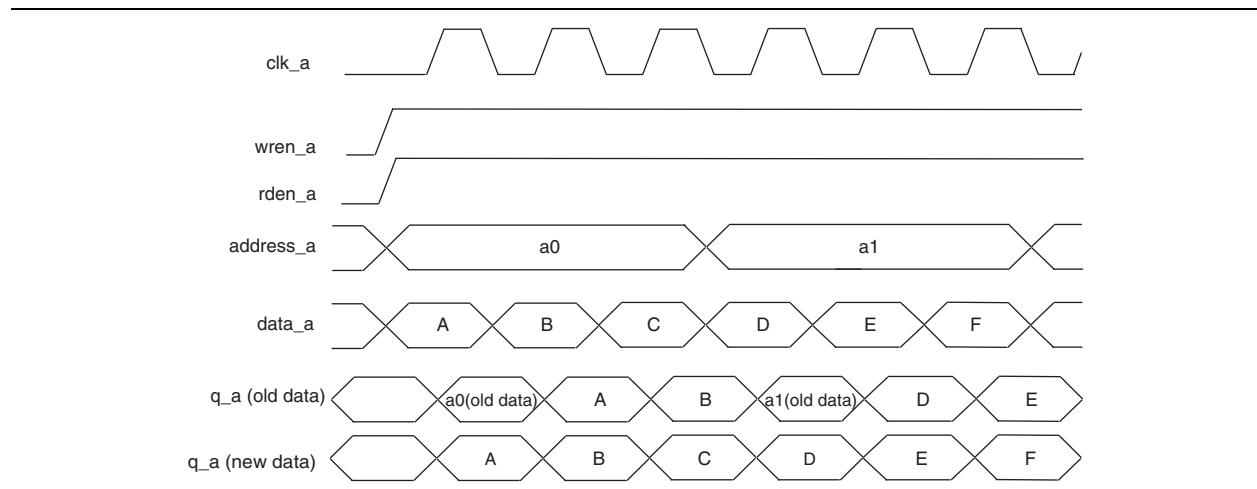 clk_a
wren_a
rden_a
address_a a0 a1
data_a A B C D E F
q_a (old data) a0(old data) A B a1(old data) D E
q_a (new data) A B C D E F